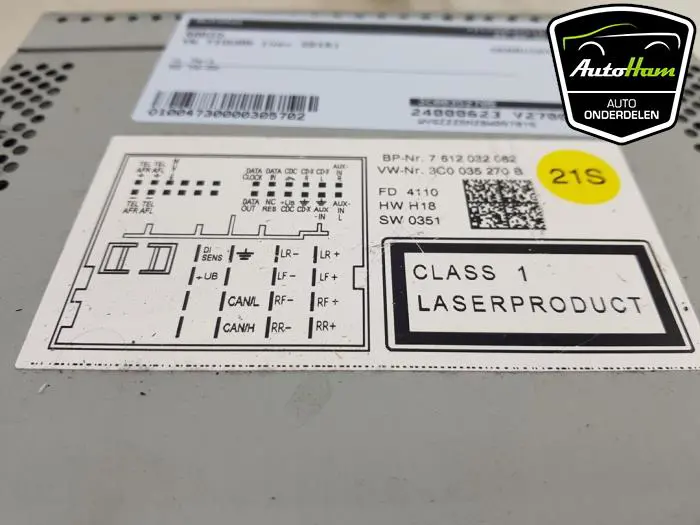 AutoHam
AUTO
ONDERDELEN
01004730000305702
3C0035270B
24000623
BP-Nr. 7 612 032 082
VW-Nr. 3C0 035 270 B
FD 4110
HW H18
SW 0351
21S
CLASS 1
LASERPRODUCT
TEL AFR + TEL AFL +
TEL AFR − TEL AFL −
DATA CLOCK DATA IN CDC CD-X R CD-X L AUX-IN R
DATA OUT NC RES +UB CDC CD-X AUX-IN AUX-IN L
DI SENS LR− LR+
+UB LF− LF+
CAN/L RF− RF+
CAN/H RR− RR+